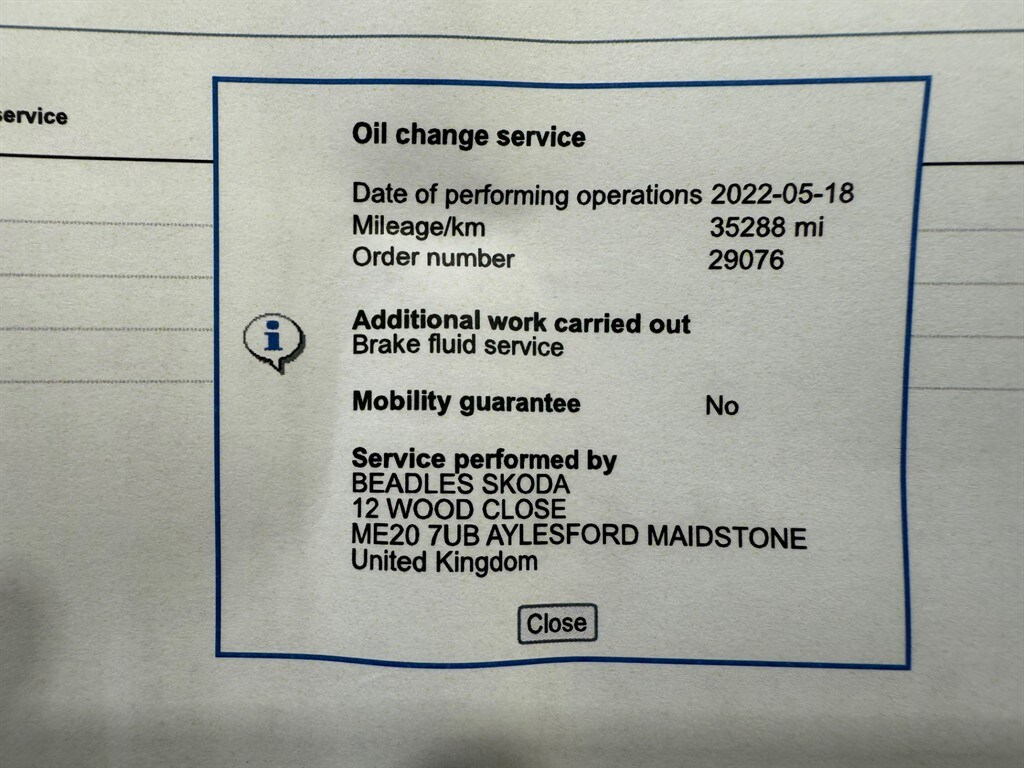 service
Oil change service
Date of performing operations 2022-05-18
Mileage/km 35288 mi
Order number 29076
i
Additional work carried out
Brake fluid service
Mobility guarantee No
Service performed by
BEADLES SKODA
12 WOOD CLOSE
ME20 7UB AYLESFORD MAIDSTONE
United Kingdom
Close